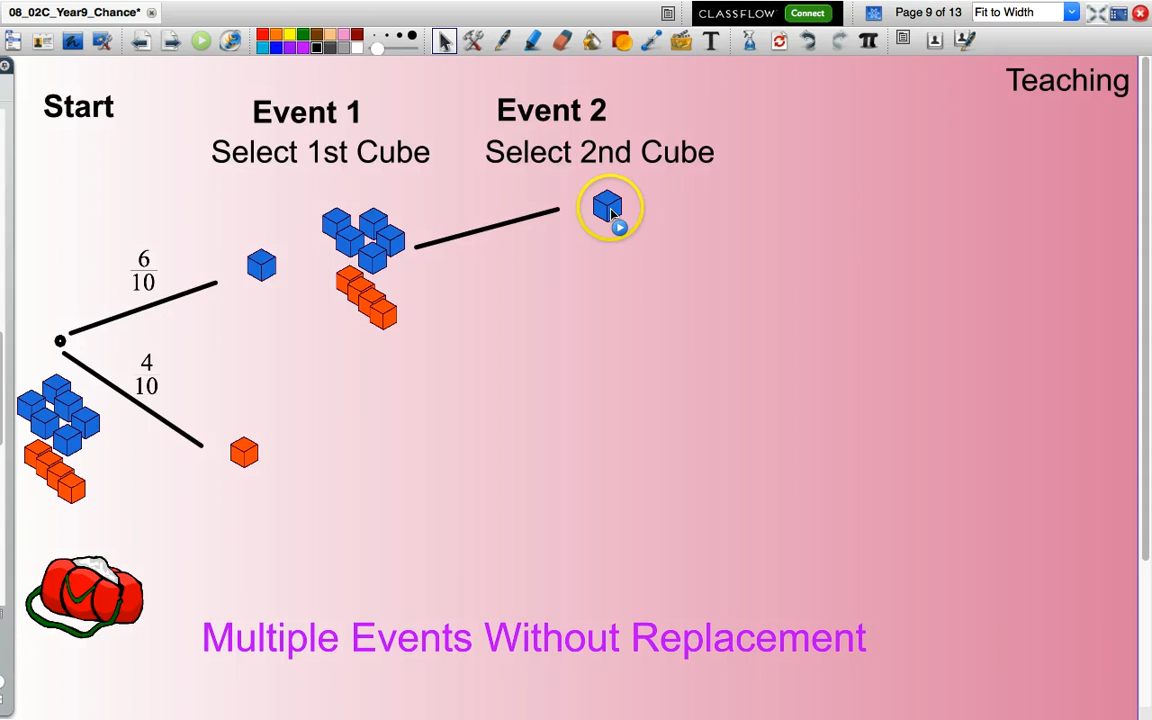 08_02C_Year9_Chance*
CLASSFLOW Connect
Page 9 of 13
Fit to Width
Teaching
Start
Event 1
Event 2
Select 1st Cube
Select 2nd Cube
6
10
4
10
Multiple Events Without Replacement